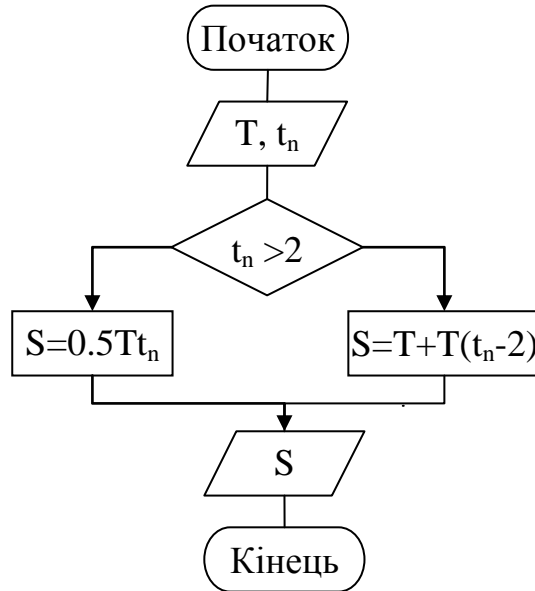 Початок
T, tₙ
tₙ >2
S=0.5Ttₙ
S=T+T(tₙ-2)
S
Кінець